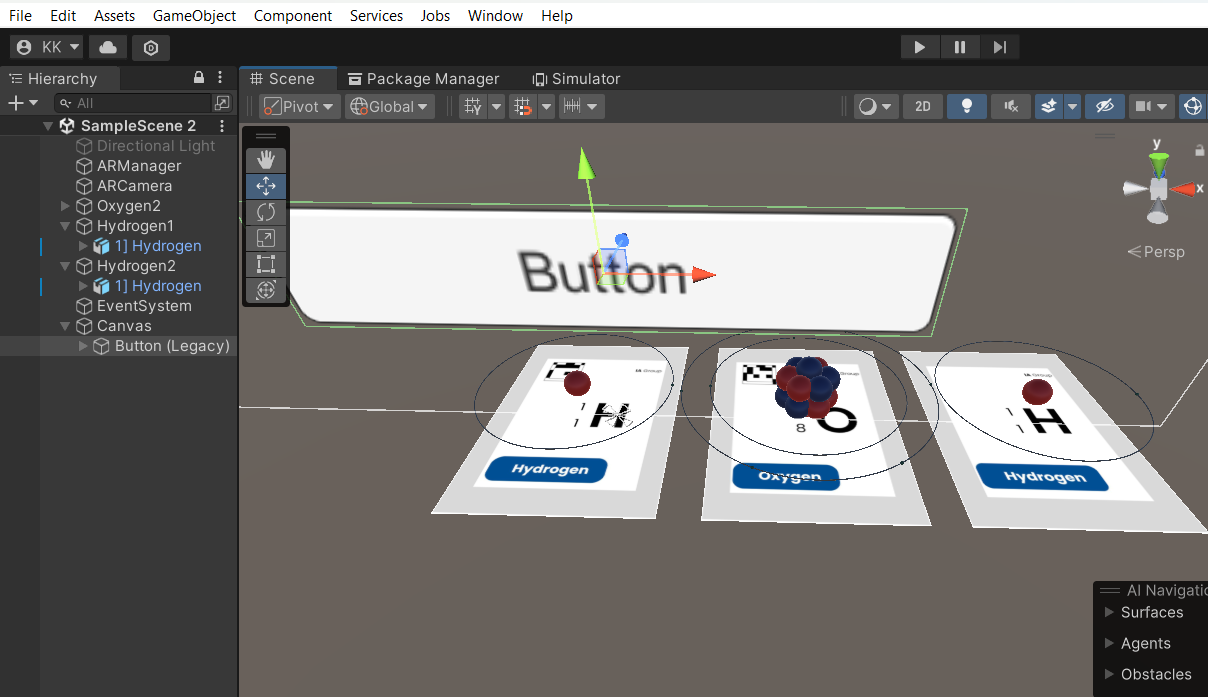 File Edit Assets GameObject Component Services Jobs Window Help
KK
Hierarchy
Scene Package Manager Simulator
All
Pivot Global 2D
SampleScene 2
Directional Light
ARManager
ARCamera
Oxygen2
Hydrogen1
1] Hydrogen
Hydrogen2
1] Hydrogen
EventSystem
Canvas
Button (Legacy)
y
x
Persp
Button
1
H
1
Hydrogen
8
O
Oxygen
1
H
1
Hydrogen
AI Navigatio
Surfaces
Agents
Obstacles